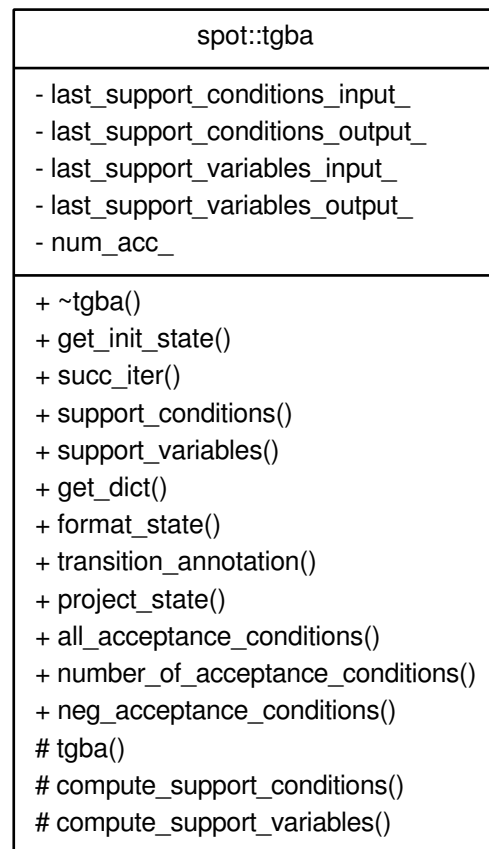 spot::tgba
- last_support_conditions_input_
- last_support_conditions_output_
- last_support_variables_input_
- last_support_variables_output_
- num_acc_
+ ~tgba()
+ get_init_state()
+ succ_iter()
+ support_conditions()
+ support_variables()
+ get_dict()
+ format_state()
+ transition_annotation()
+ project_state()
+ all_acceptance_conditions()
+ number_of_acceptance_conditions()
+ neg_acceptance_conditions()
# tgba()
# compute_support_conditions()
# compute_support_variables()